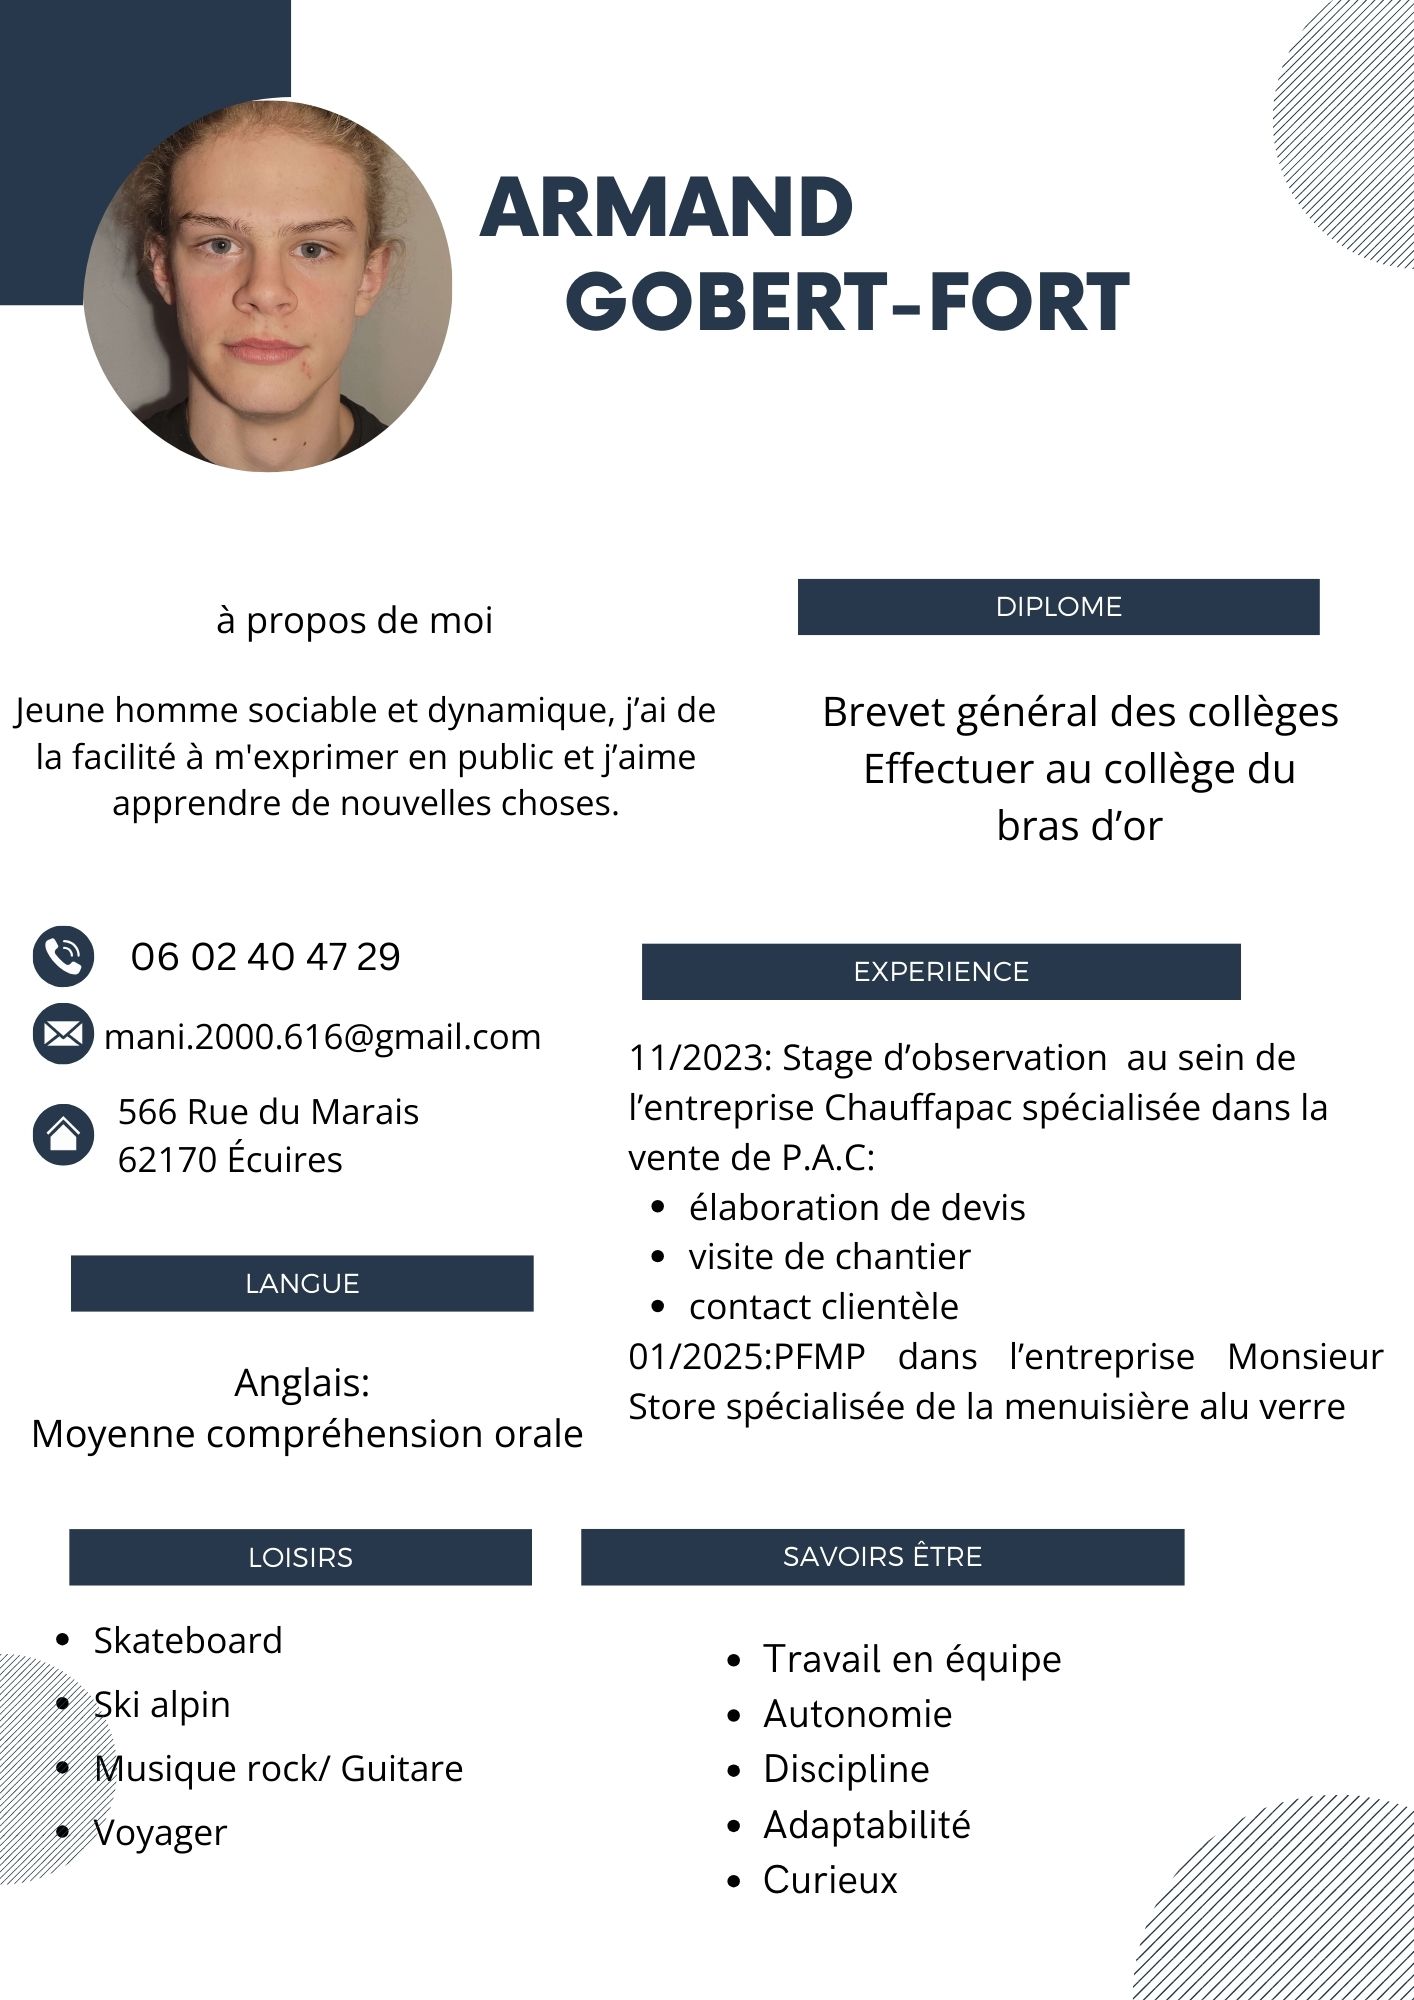 ARMAND
GOBERT-FORT
à propos de moi
Jeune homme sociable et dynamique, j’ai de
la facilité à m'exprimer en public et j’aime
apprendre de nouvelles choses.
06 02 40 47 29
mani.2000.616@gmail.com
566 Rue du Marais
62170 Écuires
LANGUE
Anglais:
Moyenne compréhension orale
LOISIRS
Skateboard
Ski alpin
Musique rock/ Guitare
Voyager
DIPLOME
Brevet général des collèges
Effectuer au collège du
bras d’or
EXPERIENCE
11/2023: Stage d’observation au sein de
l’entreprise Chauffapac spécialisée dans la
vente de P.A.C:
• élaboration de devis
• visite de chantier
• contact clientèle
01/2025:PFMP dans l’entreprise Monsieur
Store spécialisée de la menuisière alu verre
SAVOIRS ÊTRE
• Travail en équipe
• Autonomie
• Discipline
• Adaptabilité
• Curieux